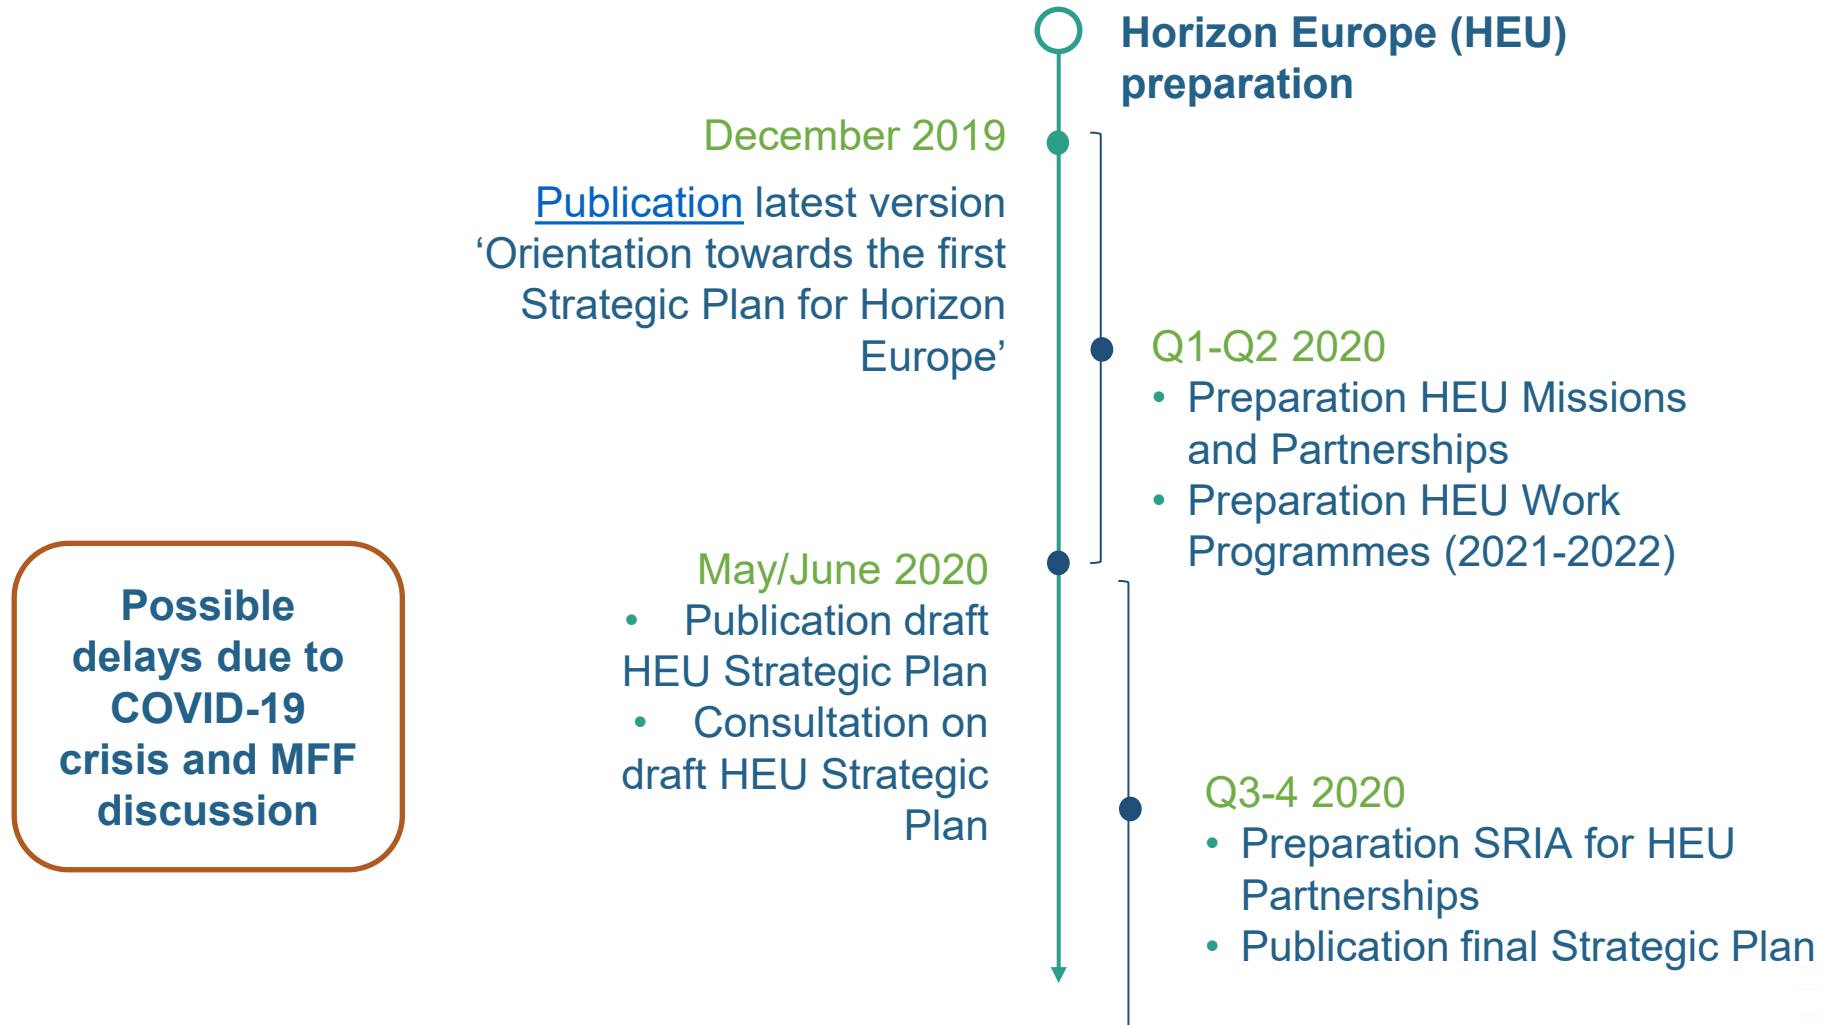 Horizon Europe (HEU)
preparation
December 2019
Publication latest version
‘Orientation towards the first
Strategic Plan for Horizon
Europe’
Q1-Q2 2020
• Preparation HEU Missions
and Partnerships
• Preparation HEU Work
Programmes (2021-2022)
May/June 2020
• Publication draft
HEU Strategic Plan
• Consultation on
draft HEU Strategic
Plan
Possible
delays due to
COVID-19
crisis and MFF
discussion
Q3-4 2020
• Preparation SRIA for HEU
Partnerships
• Publication final Strategic Plan